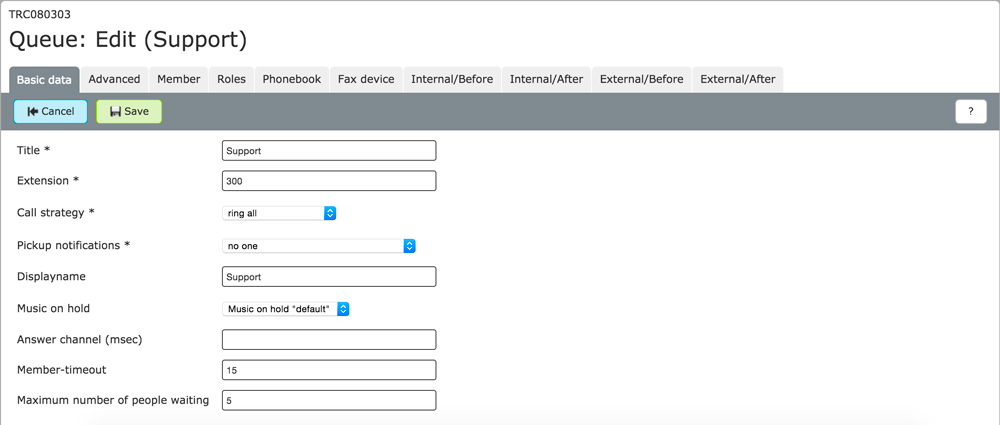 TRC080303
Queue: Edit (Support)
Basic data Advanced Member Roles Phonebook Fax device Internal/Before Internal/After External/Before External/After
Cancel Save ?
Title * Support
Extension * 300
Call strategy * ring all
Pickup notifications * no one
Displayname Support
Music on hold Music on hold "default"
Answer channel (msec)
Member-timeout 15
Maximum number of people waiting 5